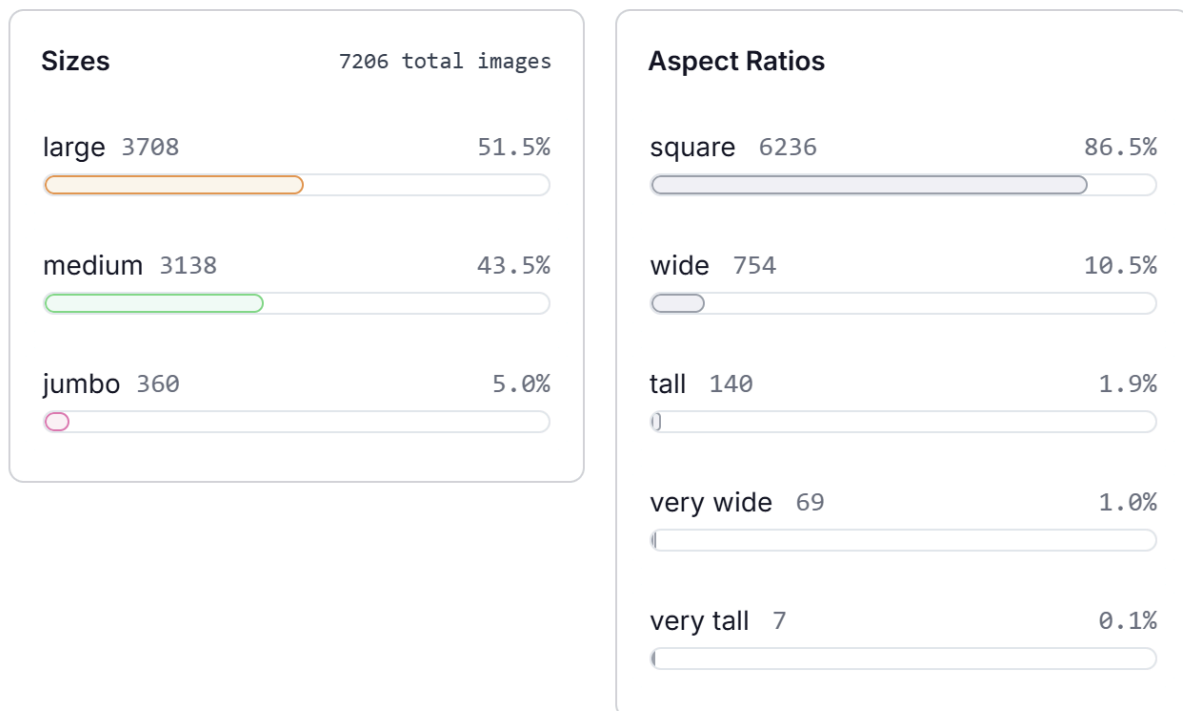 Sizes 7206 total images
large 3708 51.5%
medium 3138 43.5%
jumbo 360 5.0%
Aspect Ratios
square 6236 86.5%
wide 754 10.5%
tall 140 1.9%
very wide 69 1.0%
very tall 7 0.1%